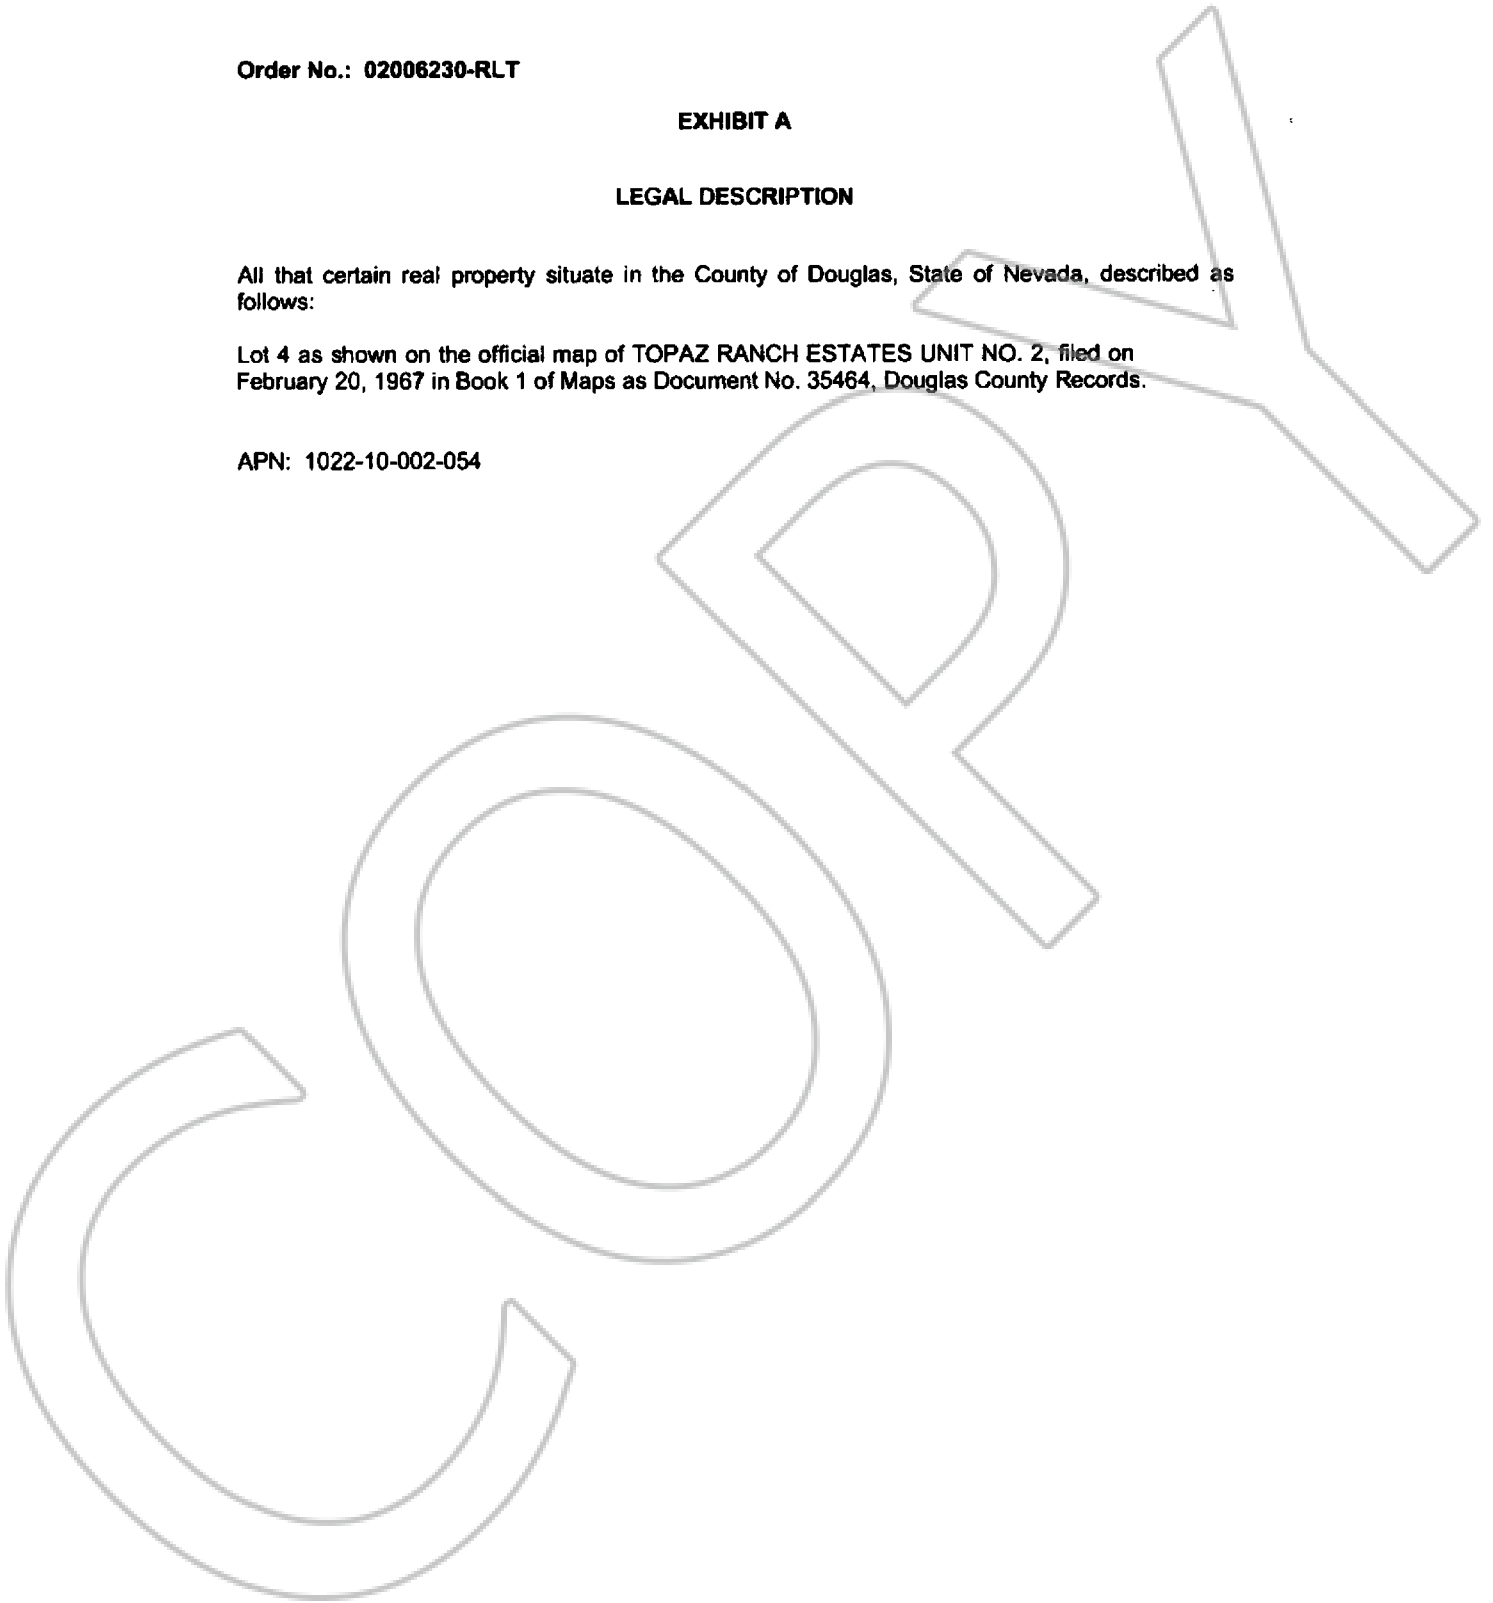 Order No.: 02006230-RLT
EXHIBIT A
LEGAL DESCRIPTION
All that certain real property situate in the County of Douglas, State of Nevada, described as
follows:
Lot 4 as shown on the official map of TOPAZ RANCH ESTATES UNIT NO. 2, filed on
February 20, 1967 in Book 1 of Maps as Document No. 35464, Douglas County Records.
APN: 1022-10-002-054
COPY